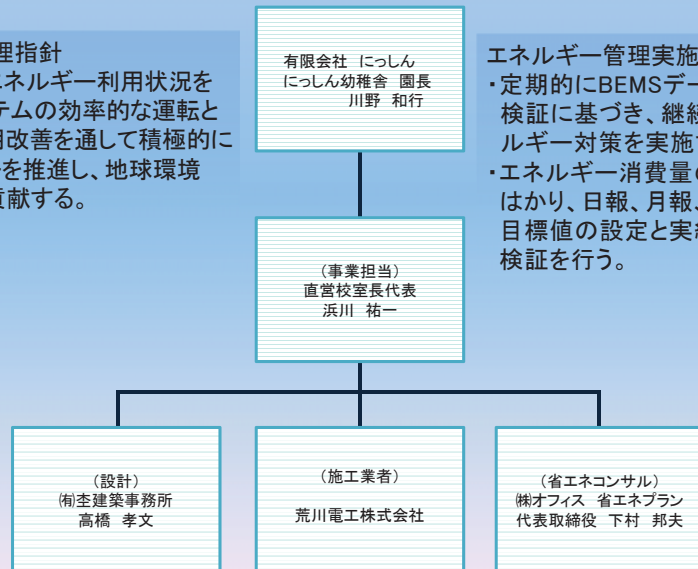 理指針
ネルギー利用状況を
テムの効率的な運転と
用改善を通して積極的に
を推進し、地球環境
貢献する。
有限会社 にっしん
にっしん幼稚舎 園長
川野 和行
エネルギー管理実施
・定期的にBEMSデー
検証に基づき、継続
ルギー対策を実施
・エネルギー消費量の
はかり、日報、月報、
目標値の設定と実績
検証を行う。
(事業担当)
直営校室長代表
浜川 祐一
(設計)
㈲杢建築事務所
高橋 孝文
(施工業者)
荒川電工株式会社
(省エネコンサル)
㈱オフィス 省エネプラン
代表取締役 下村 邦夫